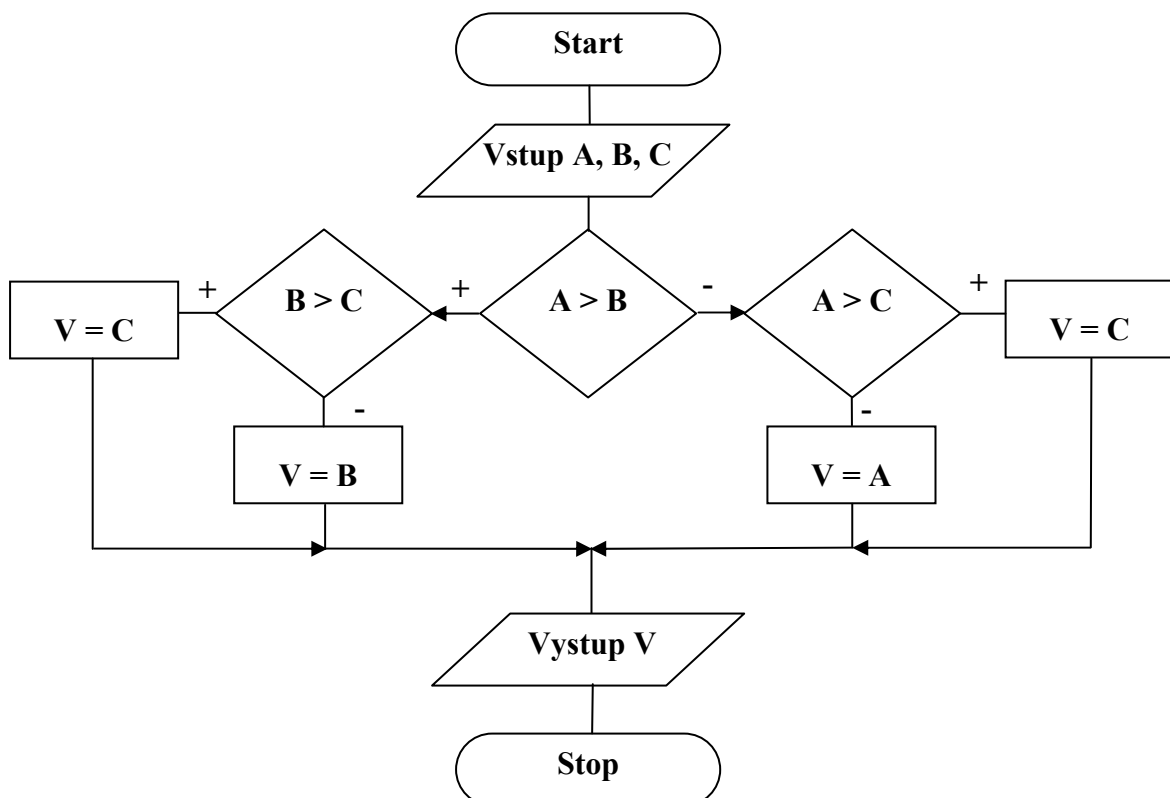 Start
Vstup A, B, C
+
B > C
+
A > B
-
A > C
+
V = C
V = C
-
-
V = B
V = A
Vystup V
Stop